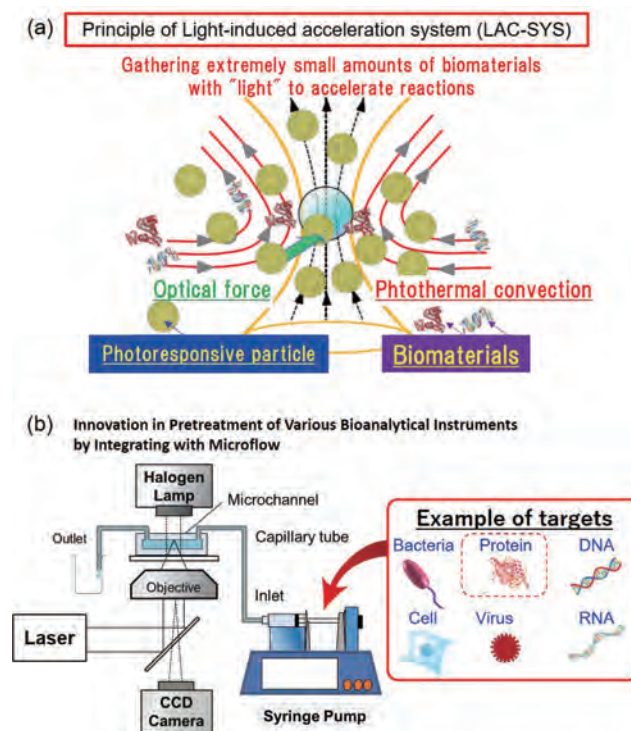 (a)
Principle of Light-induced acceleration system (LAC-SYS)
Gathering extremely small amounts of biomaterials
with "light" to accelerate reactions
Optical force
Phtothermal convection
Photoresponsive particle
Biomaterials
(b)
Innovation in Pretreatment of Various Bioanalytical Instruments
by Integrating with Microflow
Halogen
Lamp
Microchannel
Outlet
Capillary tube
Objective
Inlet
Laser
CCD
Camera
Syringe Pump
Example of targets
Bacteria
Protein
DNA
Cell
Virus
RNA